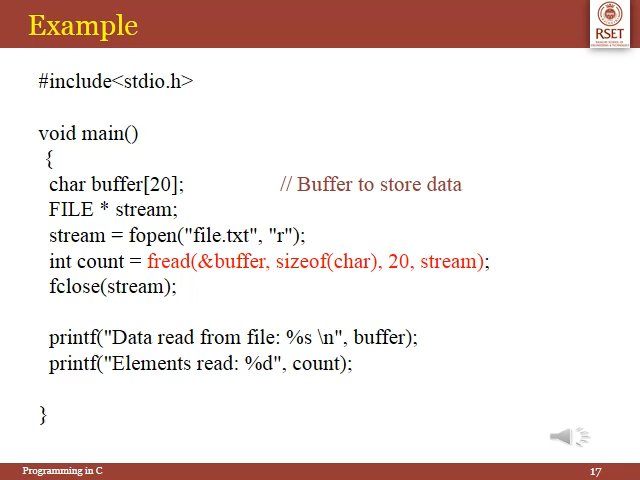 Example
RSET
#include<stdio.h>
void main()
{
char buffer[20]; // Buffer to store data
FILE * stream;
stream = fopen("file.txt", "r");
int count = fread(&buffer, sizeof(char), 20, stream);
fclose(stream);
printf("Data read from file: %s \n", buffer);
printf("Elements read: %d", count);
}
Programming in C 17